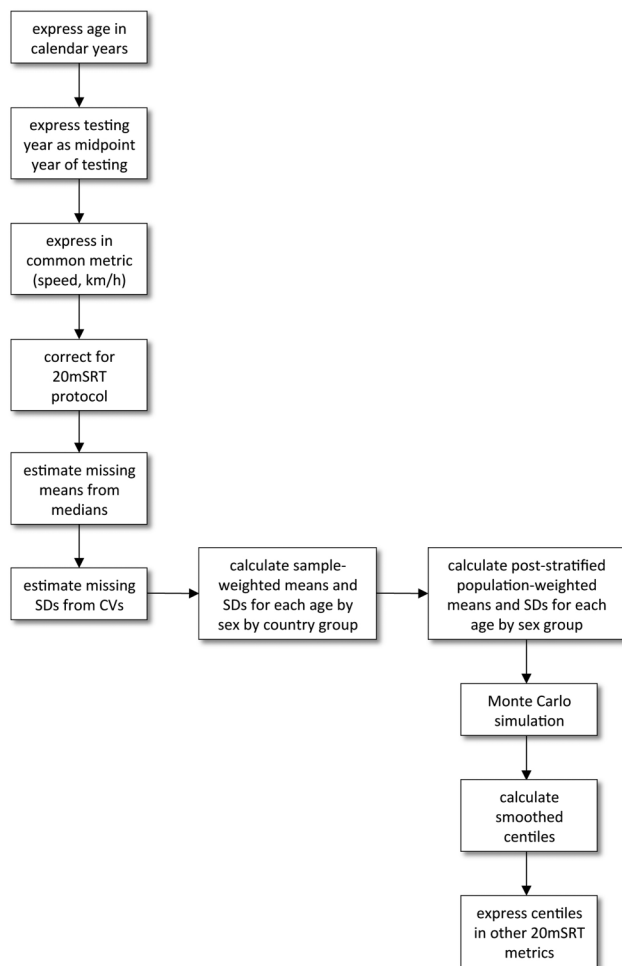 express age in
calendar years
express testing
year as midpoint
year of testing
express in
common metric
(speed, km/h)
correct for
20mSRT
protocol
estimate missing
means from
medians
estimate missing
SDs from CVs
calculate sample-
weighted means and
SDs for each age by
sex by country group
calculate post-stratified
population-weighted
means and SDs for each
age by sex group
Monte Carlo
simulation
calculate
smoothed
centiles
express centiles
in other 20mSRT
metrics